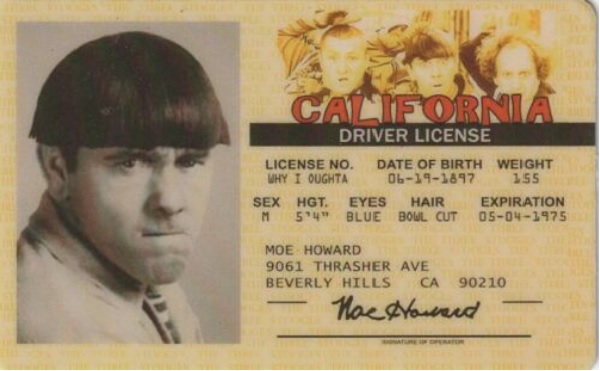 CALIFORNIA
DRIVER LICENSE
LICENSE NO. DATE OF BIRTH WEIGHT
WHY I OUGHTA 06-19-1897 155
SEX HGT. EYES HAIR EXPIRATION
M 5'4" BLUE BOWL CUT 05-04-1975
MOE HOWARD
9061 THRASHER AVE
BEVERLY HILLS CA 90210
Moe Howard
SIGNATURE OF OPERATOR